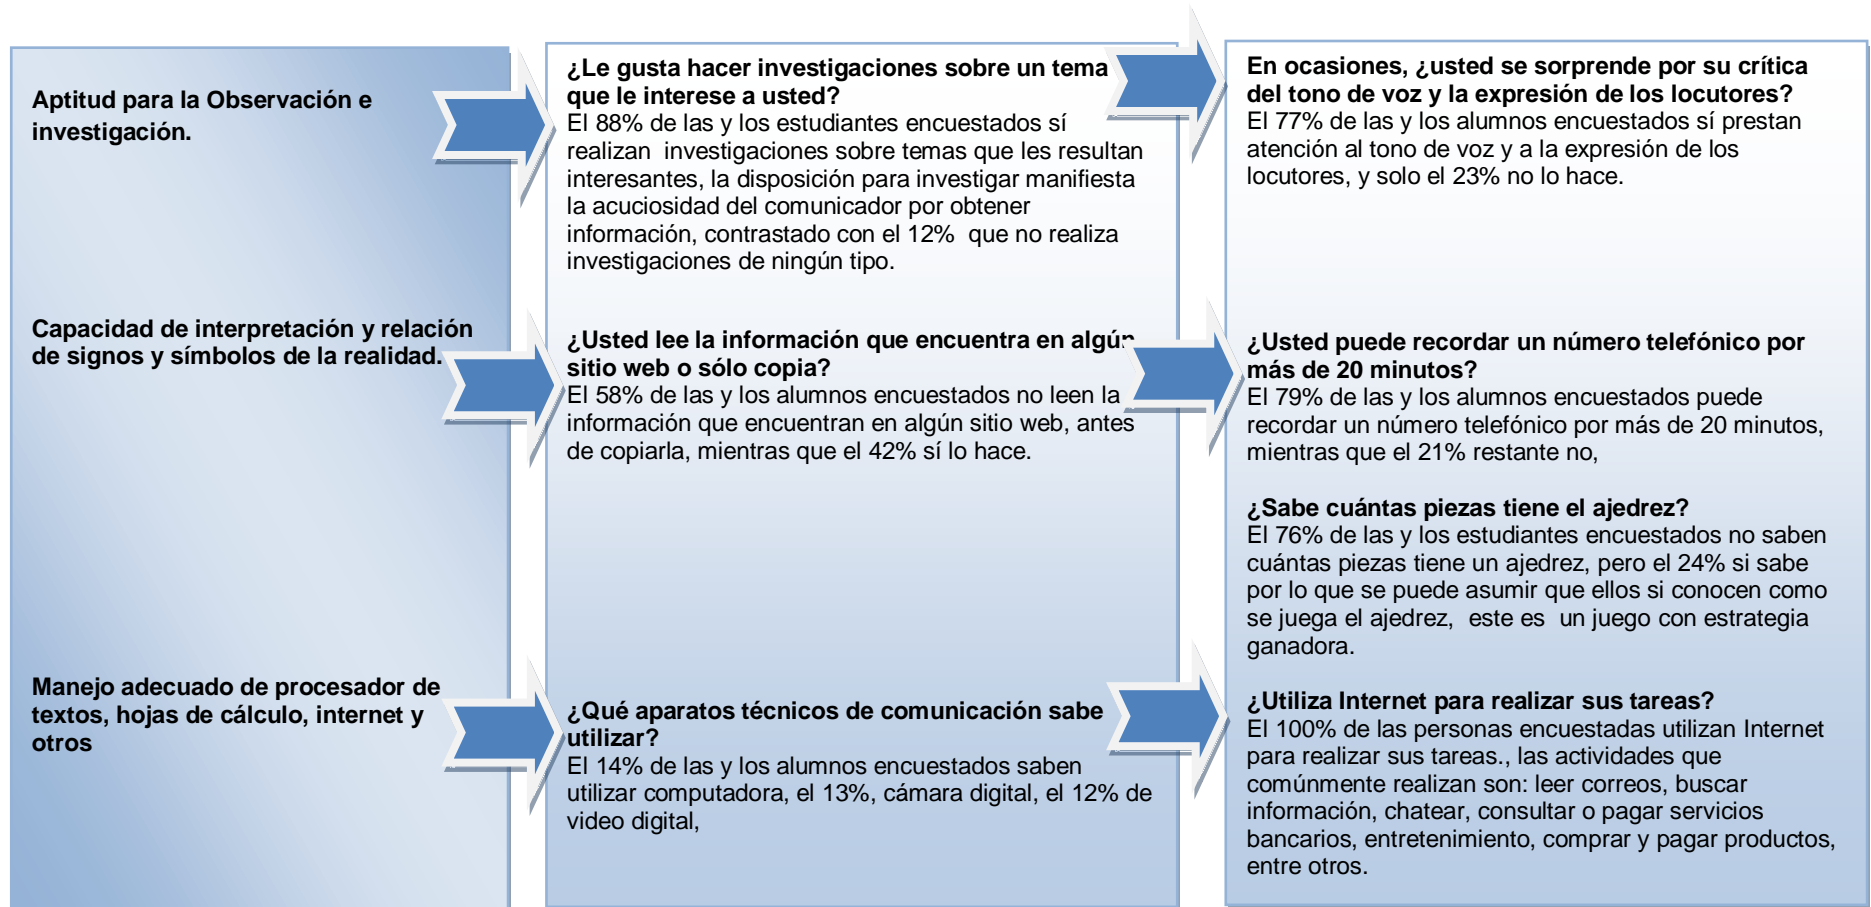 Aptitud para la Observación e
investigación.
¿Le gusta hacer investigaciones sobre un tema
que le interese a usted?
El 88% de las y los estudiantes encuestados sí
realizan investigaciones sobre temas que les resultan
interesantes, la disposición para investigar manifiesta
la acuciosidad del comunicador por obtener
información, contrastado con el 12% que no realiza
investigaciones de ningún tipo.
En ocasiones, ¿usted se sorprende por su crítica
del tono de voz y la expresión de los locutores?
El 77% de las y los alumnos encuestados sí prestan
atención al tono de voz y a la expresión de los
locutores, y solo el 23% no lo hace.
Capacidad de interpretación y relación
de signos y símbolos de la realidad.
¿Usted lee la información que encuentra en algún
sitio web o sólo copia?
El 58% de las y los alumnos encuestados no leen la
información que encuentran en algún sitio web, antes
de copiarla, mientras que el 42% sí lo hace.
¿Usted puede recordar un número telefónico por
más de 20 minutos?
El 79% de las y los alumnos encuestados puede
recordar un número telefónico por más de 20 minutos,
mientras que el 21% restante no,
¿Sabe cuántas piezas tiene el ajedrez?
El 76% de las y los estudiantes encuestados no saben
cuántas piezas tiene un ajedrez, pero el 24% si sabe
por lo que se puede asumir que ellos si conocen como
se juega el ajedrez, este es un juego con estrategia
ganadora.
Manejo adecuado de procesador de
textos, hojas de cálculo, internet y
otros
¿Qué aparatos técnicos de comunicación sabe
utilizar?
El 14% de las y los alumnos encuestados saben
utilizar computadora, el 13%, cámara digital, el 12% de
video digital,
¿Utiliza Internet para realizar sus tareas?
El 100% de las personas encuestadas utilizan Internet
para realizar sus tareas., las actividades que
comúnmente realizan son: leer correos, buscar
información, chatear, consultar o pagar servicios
bancarios, entretenimiento, comprar y pagar productos,
entre otros.